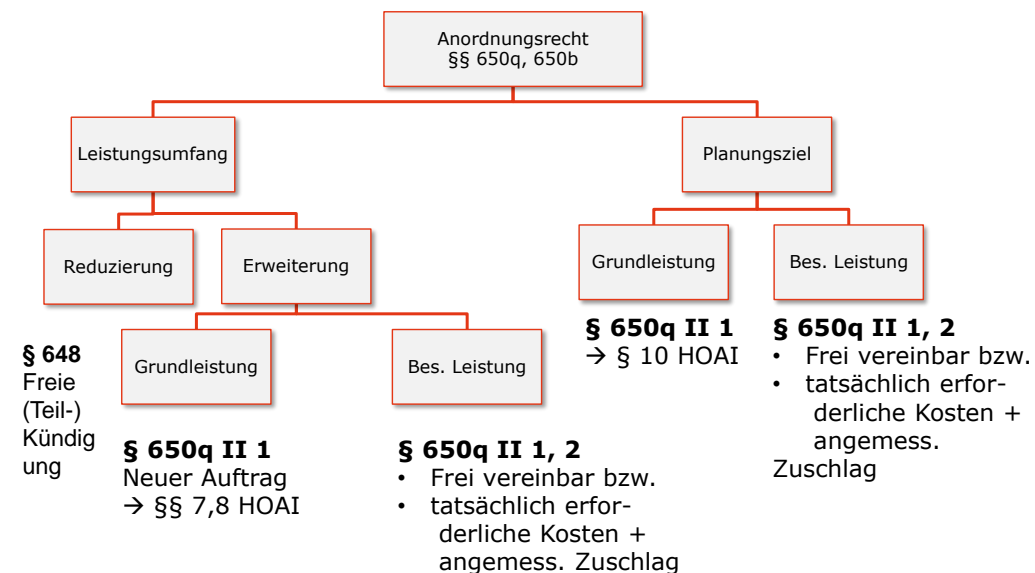 Anordnungsrecht
§§ 650q, 650b
Leistungsumfang
Planungsziel
Reduzierung
Erweiterung
Grundleistung
Bes. Leistung
§ 650q II 1
→ § 10 HOAI
§ 650q II 1, 2
• Frei vereinbar bzw.
• tatsächlich erfor-
derliche Kosten +
angemess.
Zuschlag
§ 648
Freie
(Teil-)
Kündig
ung
Grundleistung
Bes. Leistung
§ 650q II 1
Neuer Auftrag
→ §§ 7,8 HOAI
§ 650q II 1, 2
• Frei vereinbar bzw.
• tatsächlich erfor-
derliche Kosten +
angemess. Zuschlag